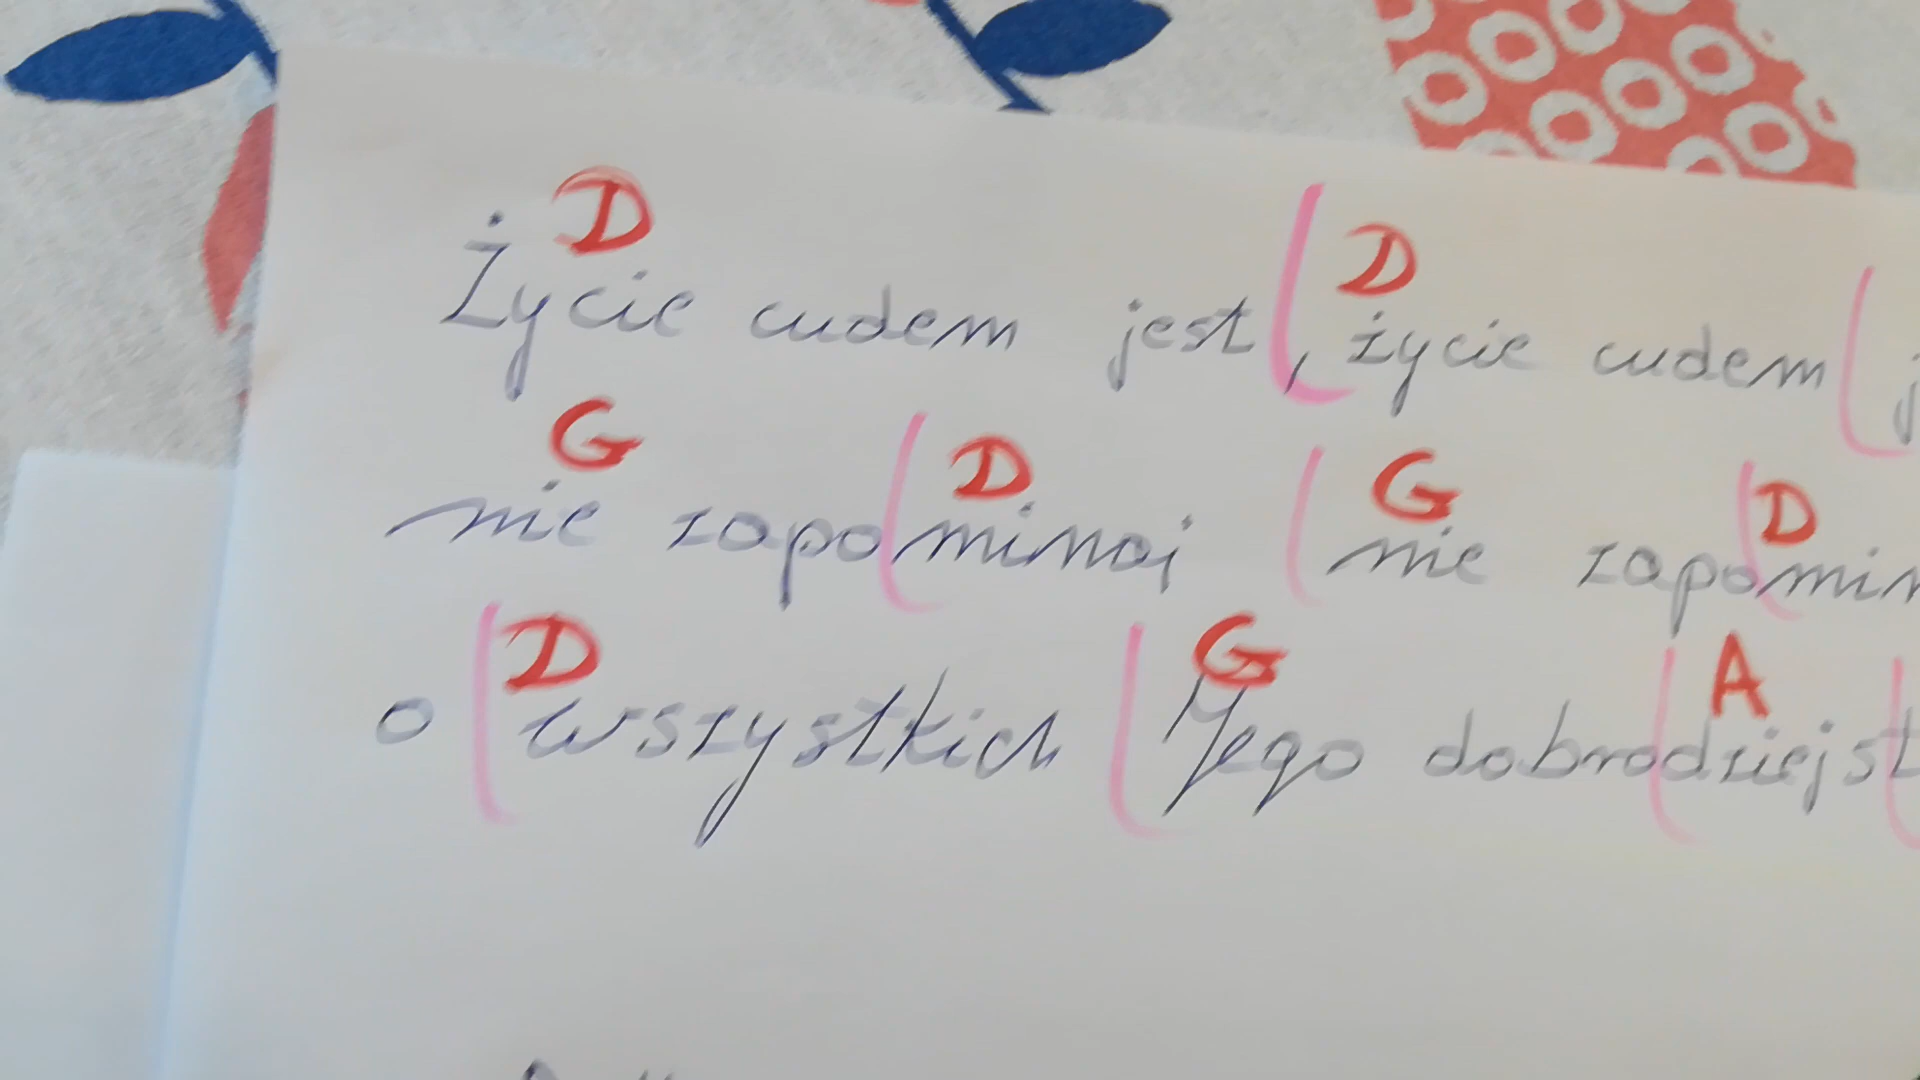 D D
Życie cudem jest, życie cudem j
G D G D
nie zapominaj nie zapomin
D G A
o wszystkich Jego dobrodziejst